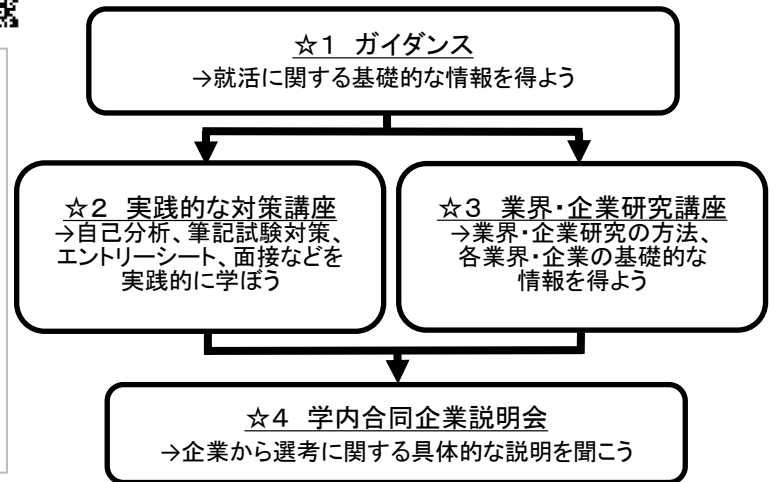 ☆1 ガイダンス
→就活に関する基礎的な情報を得よう
☆2 実践的な対策講座
→自己分析、筆記試験対策、
エントリーシート、面接などを
実践的に学ぼう
☆3 業界・企業研究講座
→業界・企業研究の方法、
各業界・企業の基礎的な
情報を得よう
☆4 学内合同企業説明会
→企業から選考に関する具体的な説明を聞こう